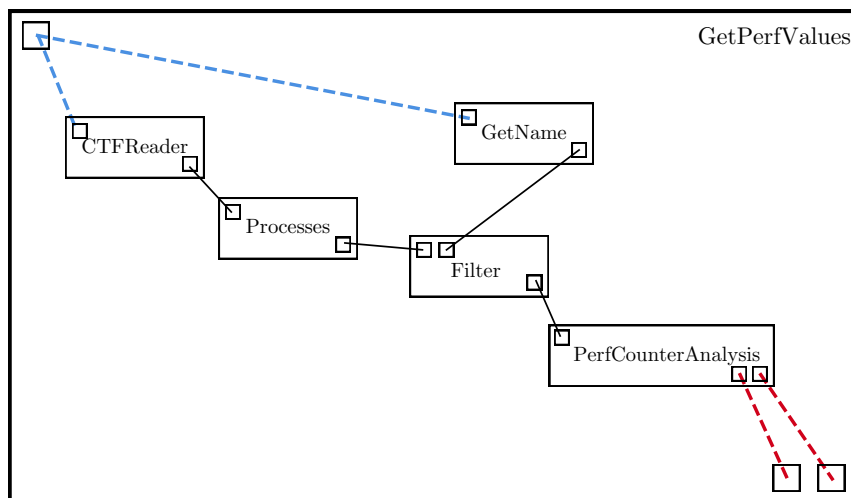 GetPerfValues
GetName
CTFReader
Processes
Filter
PerfCounterAnalysis